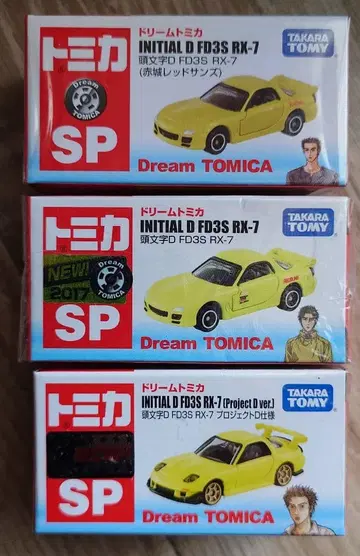 トミカ
Dream
TOMICA
SP
ドリームトミカ
INITIAL D FD3S RX-7
頭文字D FD3S RX-7
(赤城レッドサンズ)
TAKARA
TOMY
Dream TOMICA
トミカ
NEW!
2017
Dream
TOMICA
SP
ドリームトミカ
INITIAL D FD3S RX-7
頭文字D FD3S RX-7
TAKARA
TOMY
Dream TOMICA
トミカ
SP
ドリームトミカ
INITIAL D FD3S RX-7 (Project D ver.)
頭文字D FD3S RX-7 プロジェクトD仕様
TAKARA
TOMY
Dream TOMICA